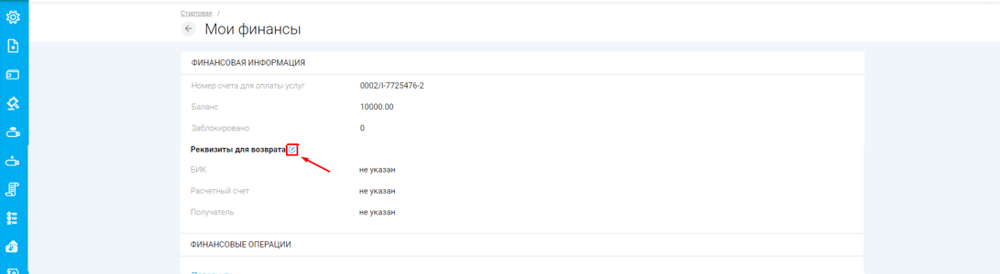 Стартовая /
Мои финансы
ФИНАНСОВАЯ ИНФОРМАЦИЯ
Номер счета для оплаты услуг 0002/I-7725476-2
Баланс 10000.00
Заблокировано 0
Реквизиты для возврата
БИК не указан
Расчетный счет не указан
Получатель не указан
ФИНАНСОВЫЕ ОПЕРАЦИИ